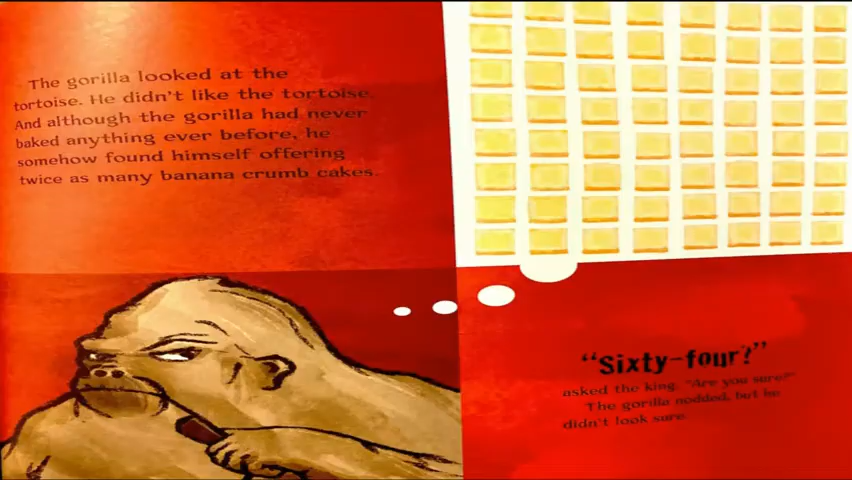 The gorilla looked at the
tortoise. He didn't like the tortoise.
And although the gorilla had never
baked anything ever before, he
somehow found himself offering
twice as many banana crumb cakes.
"Sixty-four?"
asked the king. "Are you sure?"
The gorilla nodded, but he
didn't look sure.